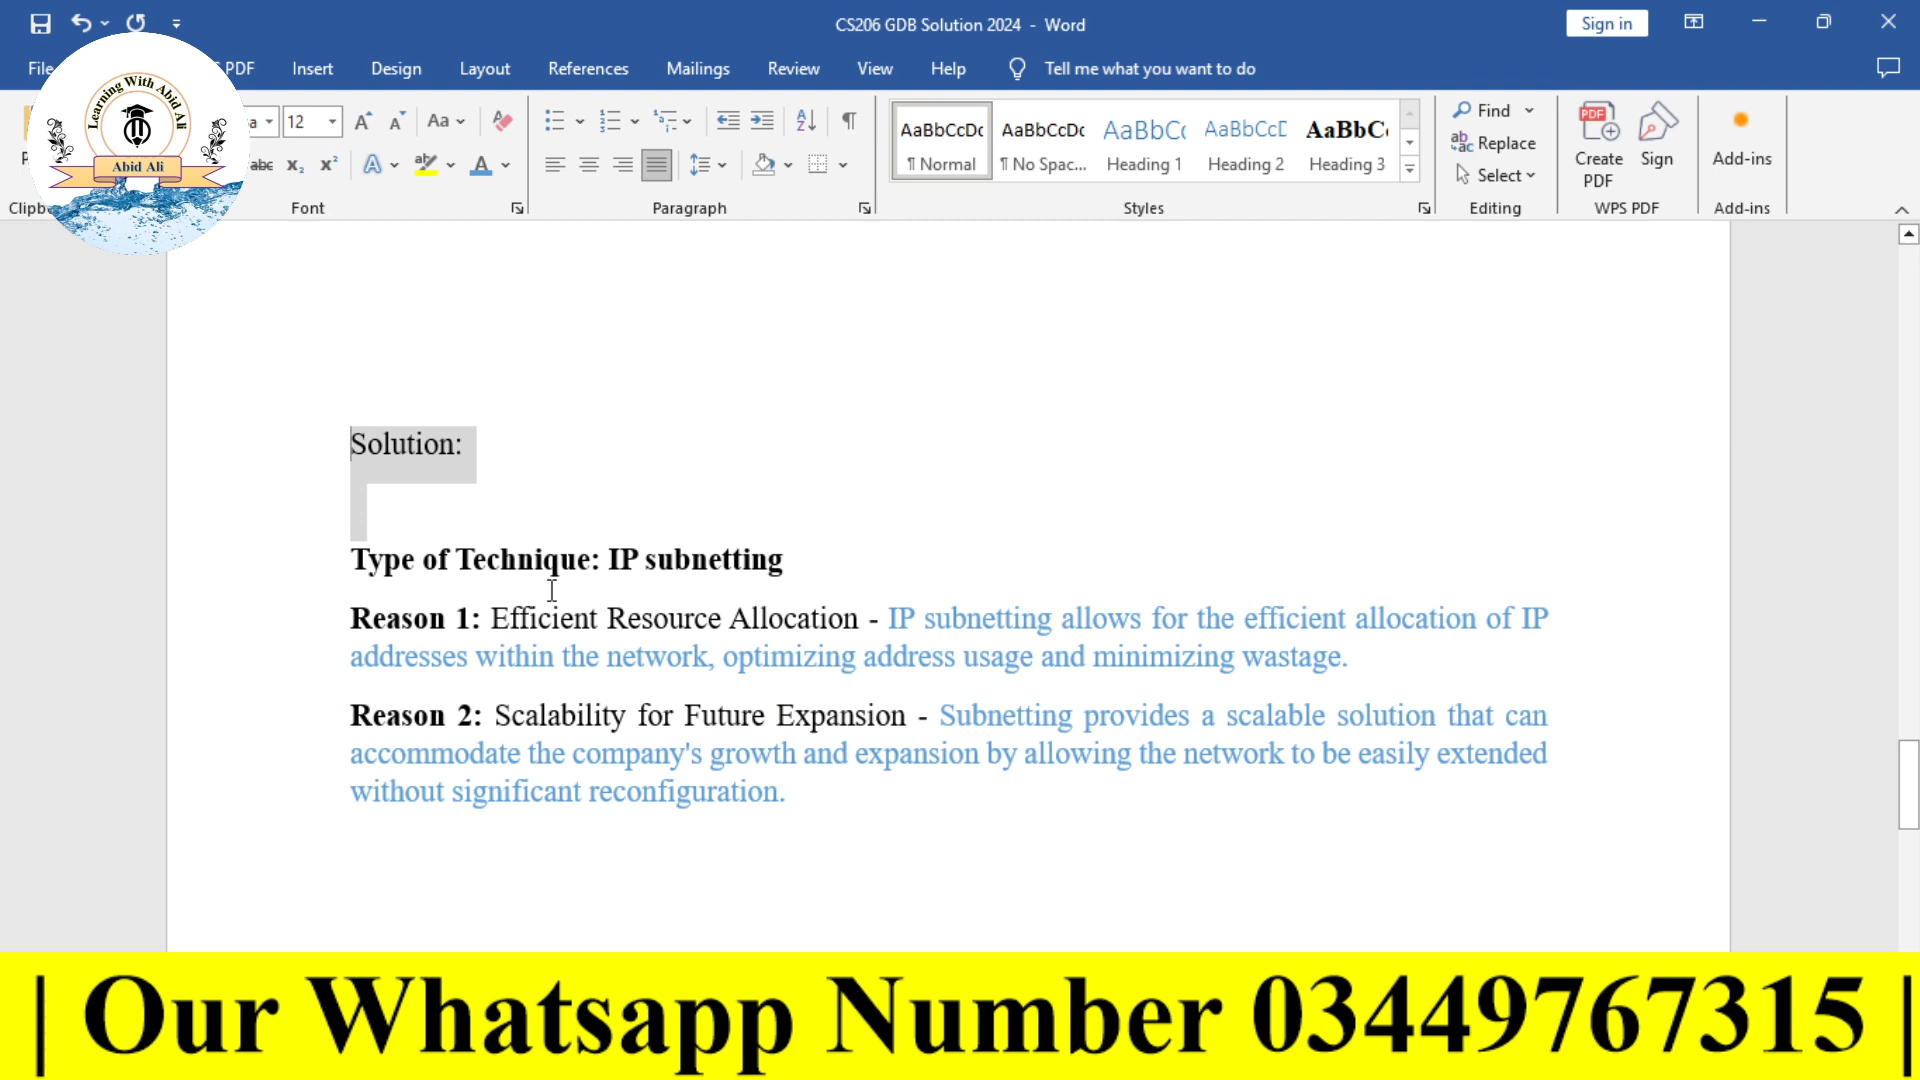 CS206 GDB Solution 2024 - Word
Sign in
File
PDF
Insert
Design
Layout
References
Mailings
Review
View
Help
Tell me what you want to do
Learning With Abid Ali
Abid Ali
12
Aa
abc
X₂
X²
A
ab
A
AaBbCcDc
¶ Normal
AaBbCcDc
¶ No Spac...
AaBbC
Heading 1
AaBbCcD
Heading 2
AaBbC
Heading 3
Find
Replace
Select
PDF
Create
PDF
Sign
Add-ins
Font
Paragraph
Styles
Editing
WPS PDF
Add-ins
Solution:
Type of Technique: IP subnetting
Reason 1: Efficient Resource Allocation - IP subnetting allows for the efficient allocation of IP
addresses within the network, optimizing address usage and minimizing wastage.
Reason 2: Scalability for Future Expansion - Subnetting provides a scalable solution that can
accommodate the company's growth and expansion by allowing the network to be easily extended
without significant reconfiguration.
| Our Whatsapp Number 03449767315 |